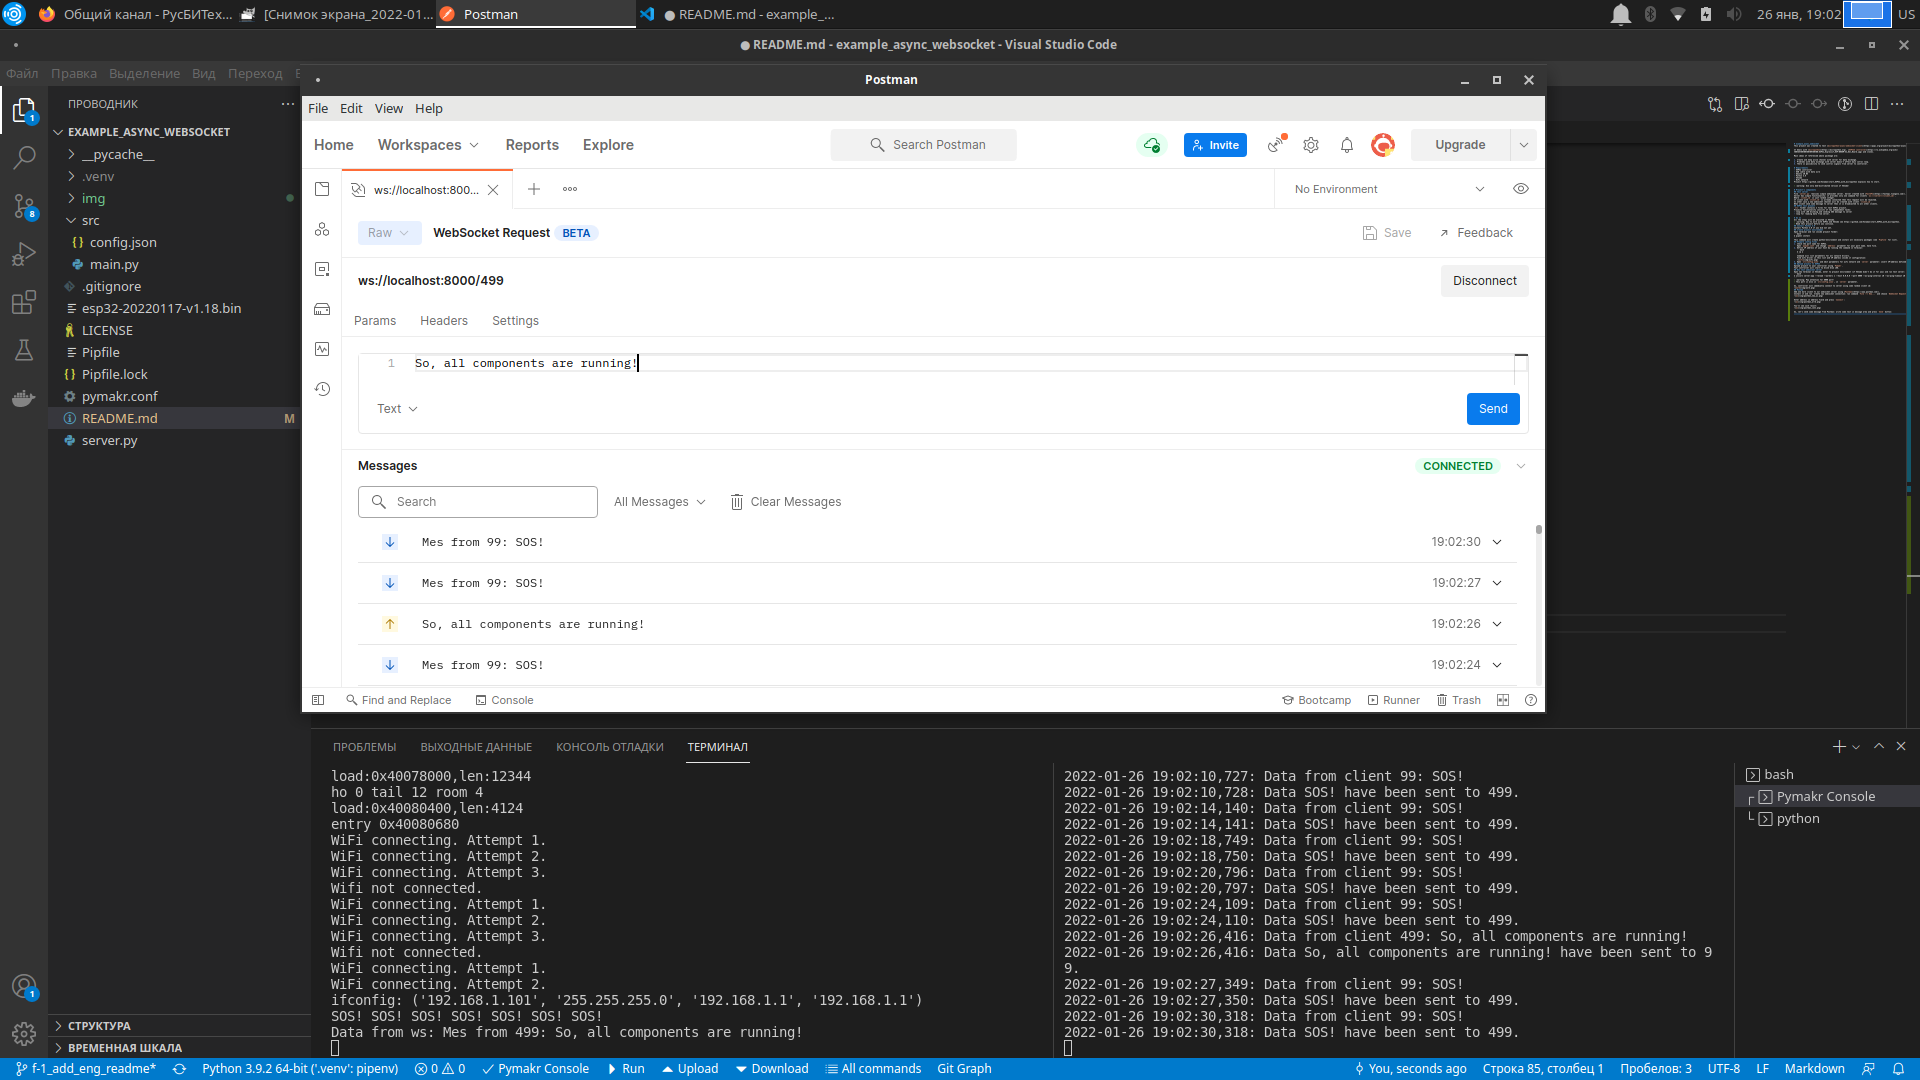 Общий канал - РусБИТех...
[Снимок экрана_2022-01...
Postman
README.md - example_...
26 янв, 19:02
US
README.md - example_async_websocket - Visual Studio Code
Файл Правка Выделение Вид Переход
ПРОВОДНИК
EXAMPLE_ASYNC_WEBSOCKET
__pycache__
.venv
img
src
config.json
main.py
.gitignore
esp32-20220117-v1.18.bin
LICENSE
Pipfile
Pipfile.lock
pymakr.conf
README.md M
server.py
СТРУКТУРА
ВРЕМЕННАЯ ШКАЛА
1
8
1
Postman
File Edit View Help
Home Workspaces Reports Explore
Search Postman
Invite
Upgrade
ws://localhost:800...
No Environment
Raw
WebSocket Request BETA
Save
Feedback
ws://localhost:8000/499
Disconnect
Params Headers Settings
1 So, all components are running!
Text
Send
Messages
CONNECTED
Search
All Messages
Clear Messages
Mes from 99: SOS! 19:02:30
Mes from 99: SOS! 19:02:27
So, all components are running! 19:02:26
Mes from 99: SOS! 19:02:24
Find and Replace Console
Bootcamp Runner Trash
ПРОБЛЕМЫ ВЫХОДНЫЕ ДАННЫЕ КОНСОЛЬ ОТЛАДКИ ТЕРМИНАЛ
load:0x40078000,len:12344
ho 0 tail 12 room 4
load:0x40080400,len:4124
entry 0x40080680
WiFi connecting. Attempt 1.
WiFi connecting. Attempt 2.
WiFi connecting. Attempt 3.
Wifi not connected.
WiFi connecting. Attempt 1.
WiFi connecting. Attempt 2.
WiFi connecting. Attempt 3.
Wifi not connected.
WiFi connecting. Attempt 1.
WiFi connecting. Attempt 2.
ifconfig: ('192.168.1.101', '255.255.255.0', '192.168.1.1', '192.168.1.1')
SOS! SOS! SOS! SOS! SOS! SOS! SOS!
Data from ws: Mes from 499: So, all components are running!
2022-01-26 19:02:10,727: Data from client 99: SOS!
2022-01-26 19:02:10,728: Data SOS! have been sent to 499.
2022-01-26 19:02:14,140: Data from client 99: SOS!
2022-01-26 19:02:14,141: Data SOS! have been sent to 499.
2022-01-26 19:02:18,749: Data from client 99: SOS!
2022-01-26 19:02:18,750: Data SOS! have been sent to 499.
2022-01-26 19:02:20,796: Data from client 99: SOS!
2022-01-26 19:02:20,797: Data SOS! have been sent to 499.
2022-01-26 19:02:24,109: Data from client 99: SOS!
2022-01-26 19:02:24,110: Data SOS! have been sent to 499.
2022-01-26 19:02:26,416: Data from client 499: So, all components are running!
2022-01-26 19:02:26,416: Data So, all components are running! have been sent to 9
9.
2022-01-26 19:02:27,349: Data from client 99: SOS!
2022-01-26 19:02:27,350: Data SOS! have been sent to 499.
2022-01-26 19:02:30,318: Data from client 99: SOS!
2022-01-26 19:02:30,318: Data SOS! have been sent to 499.
bash
Pymakr Console
python
f-1_add_eng_readme*
Python 3.9.2 64-bit ('.venv': pipenv)
0 0
Pymakr Console
Run
Upload
Download
All commands
Git Graph
You, seconds ago
Строка 85, столбец 1
Пробелов: 3
UTF-8
LF
Markdown